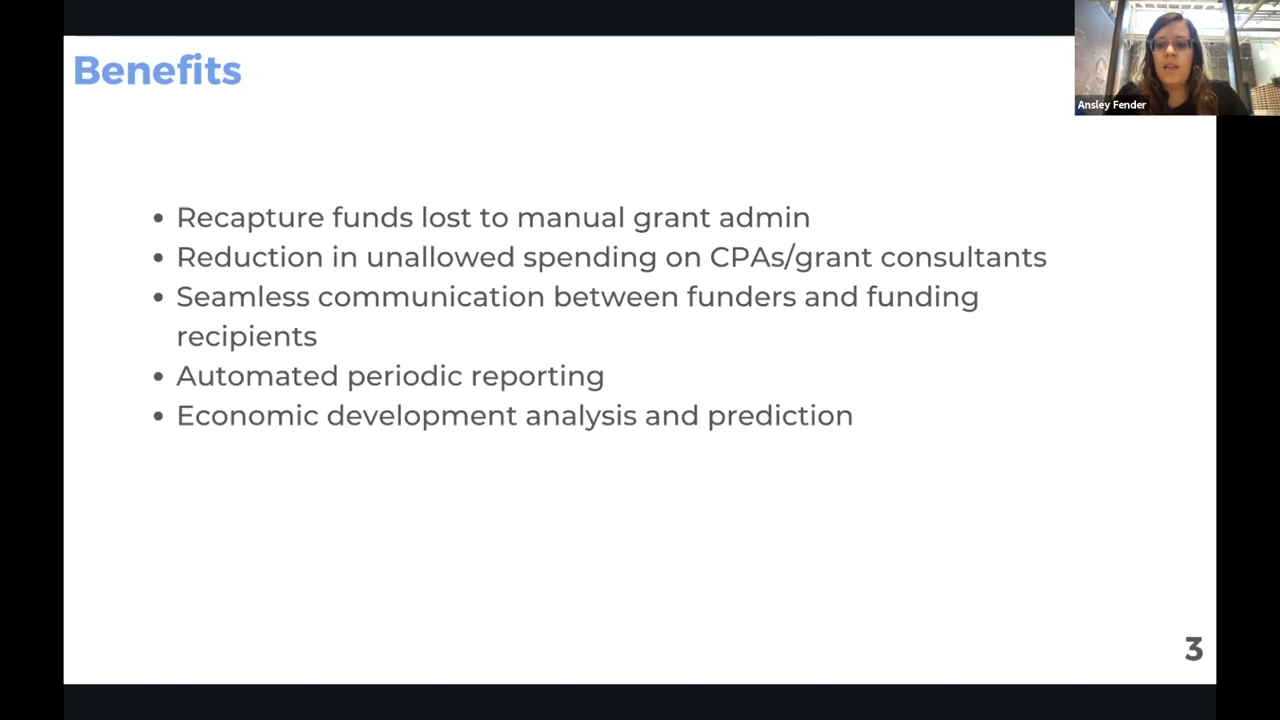 Benefits
Ansley Fender
• Recapture funds lost to manual grant admin
• Reduction in unallowed spending on CPAs/grant consultants
• Seamless communication between funders and funding
recipients
• Automated periodic reporting
• Economic development analysis and prediction
3